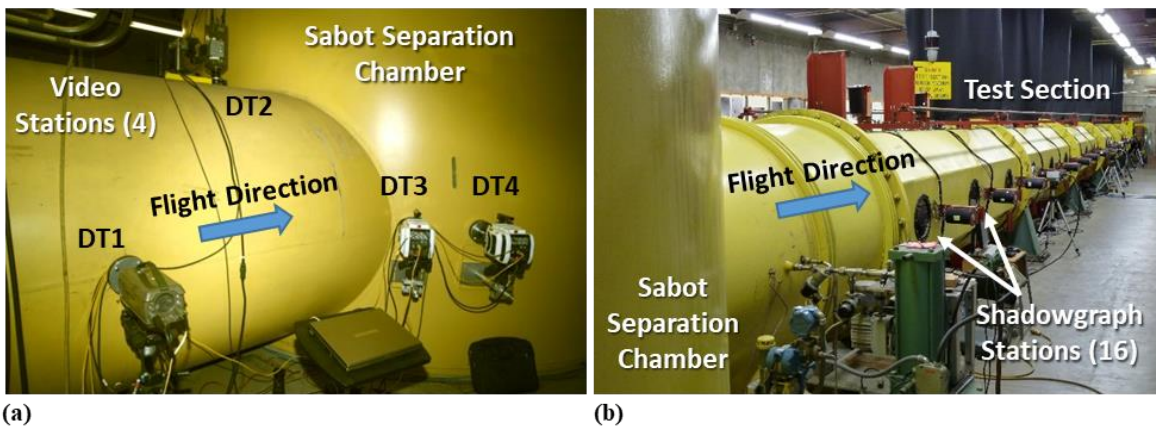 Sabot Separation
Chamber
Video
Stations (4)
DT2
Flight Direction
DT3
DT4
DT1
(a)
Test Section
Flight Direction
Sabot
Separation
Chamber
Shadowgraph
Stations (16)
(b)